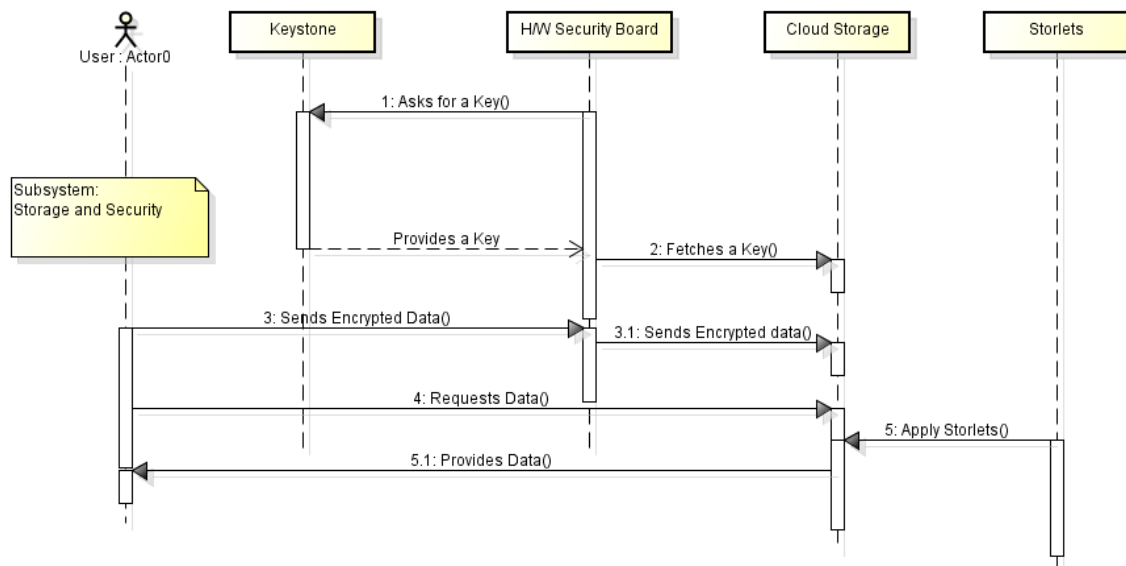 User : Actor0
Keystone
H/W Security Board
Cloud Storage
Storlets
1: Asks for a Key()
Subsystem:
Storage and Security
Provides a Key
2: Fetches a Key()
3: Sends Encrypted Data()
3.1: Sends Encrypted data()
4: Requests Data()
5: Apply Storlets()
5.1: Provides Data()